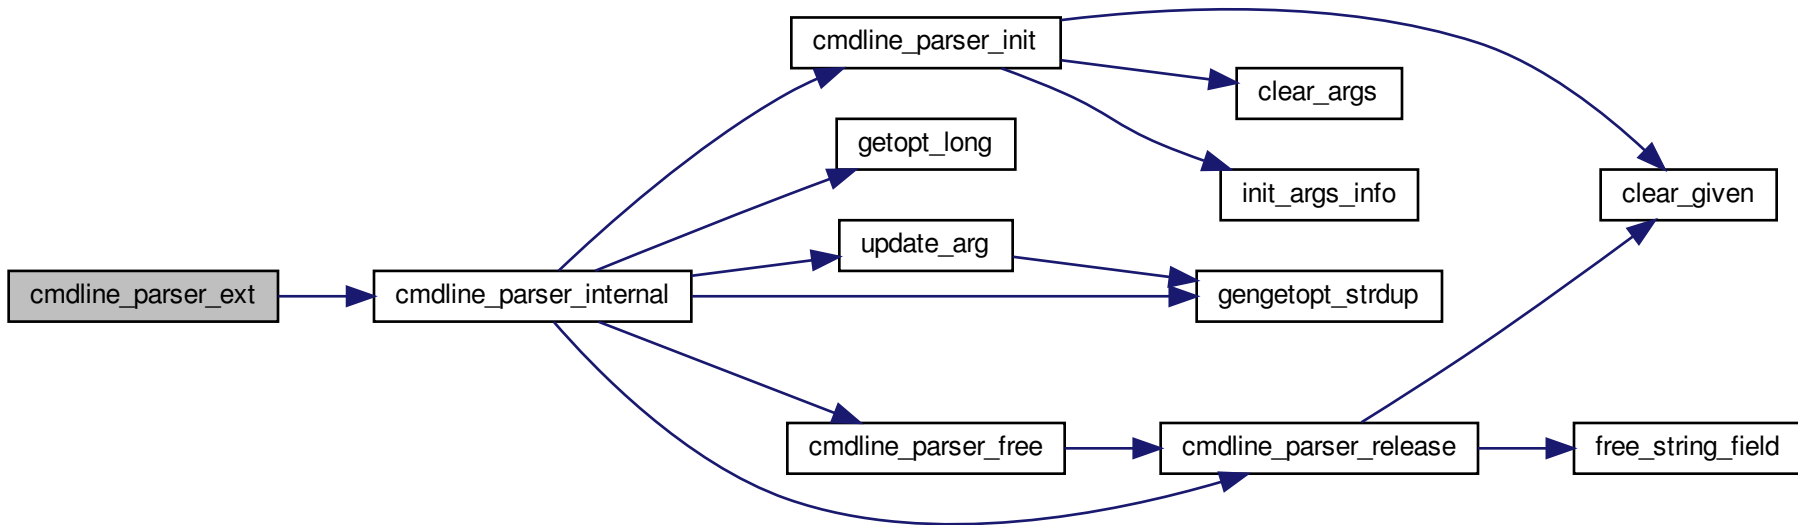 cmdline_parser_init
clear_args
getopt_long
init_args_info
clear_given
update_arg
cmdline_parser_ext
cmdline_parser_internal
gengetopt_strdup
cmdline_parser_free
cmdline_parser_release
free_string_field